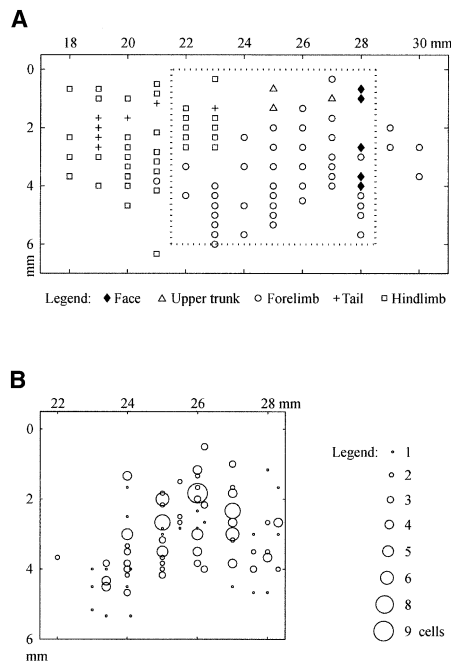 A
18 20 22 24 26 28 30 mm
0
2
4
6
mm
Legend: Face Upper trunk Forelimb Tail Hindlimb
B
22 24 26 28 mm
0
2
4
6
mm
Legend: 1
2
3
4
5
6
8
9 cells